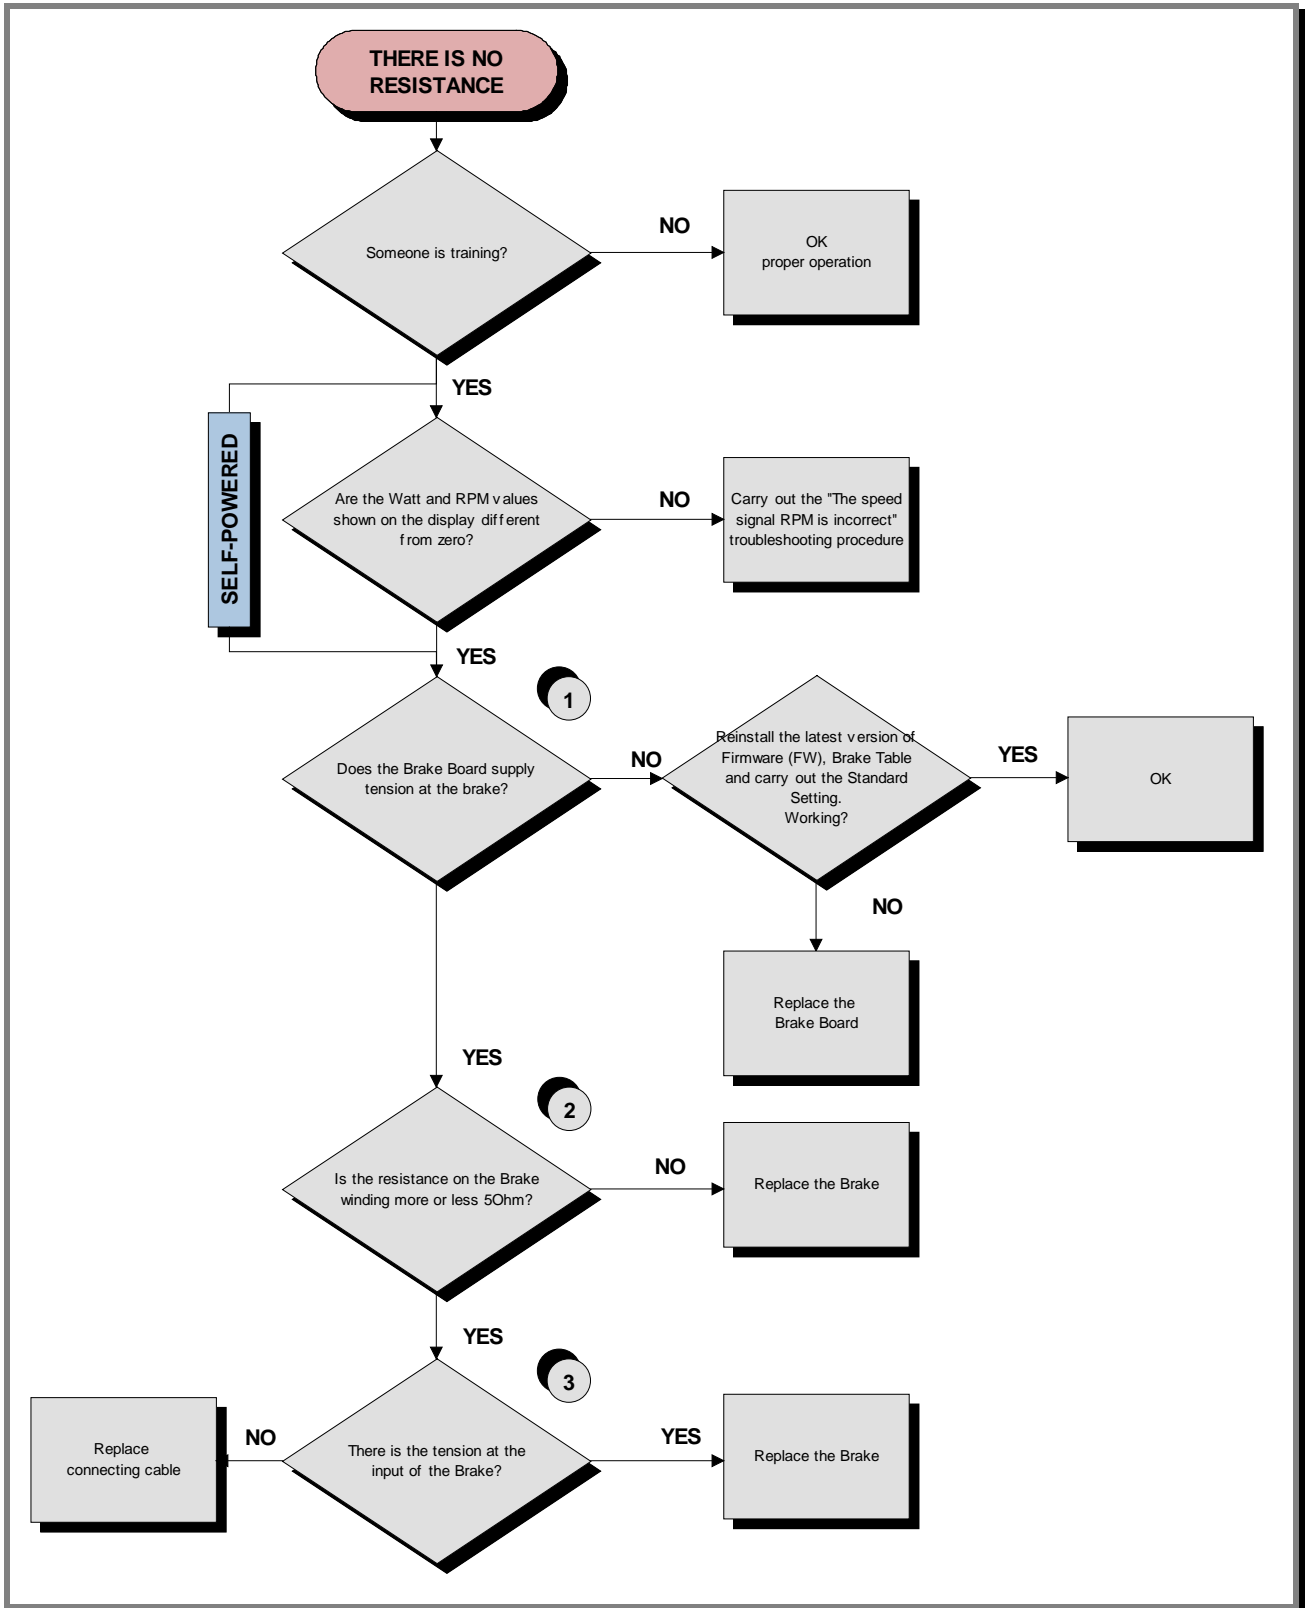 THERE IS NO
RESISTANCE
Someone is training?
NO
OK
proper operation
YES
SELF-POWERED
Are the Watt and RPM values
shown on the display different
from zero?
NO
Carry out the "The speed
signal RPM is incorrect"
troubleshooting procedure
YES
1
Does the Brake Board supply
tension at the brake?
NO
Reinstall the latest version of
Firmware (FW), Brake Table
and carry out the Standard
Setting.
Working?
YES
OK
NO
Replace the
Brake Board
YES
2
Is the resistance on the Brake
winding more or less 5Ohm?
NO
Replace the Brake
YES
3
There is the tension at the
input of the Brake?
NO
Replace
connecting cable
YES
Replace the Brake